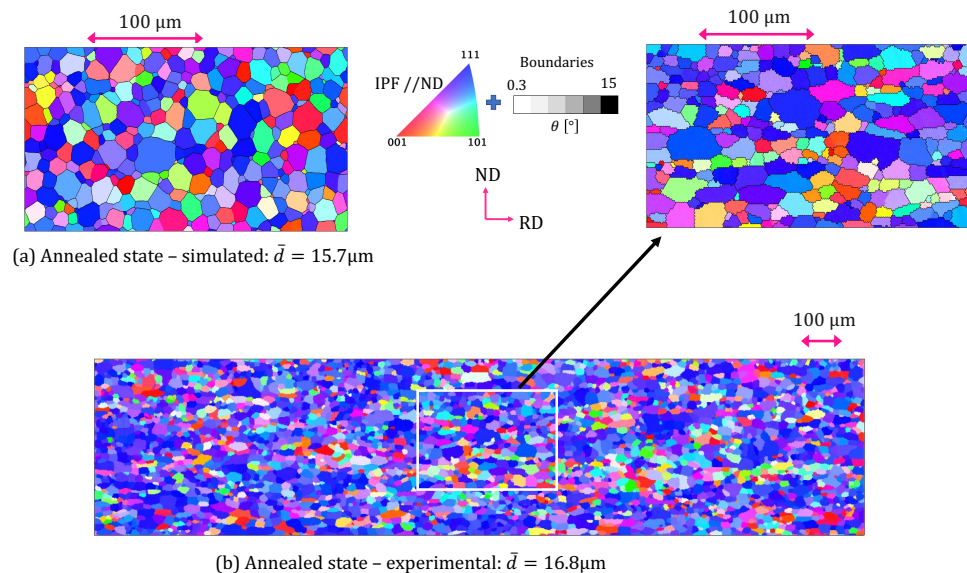 100 μm
111
IPF //ND
001
101
Boundaries
0.3
15
θ [°]
ND
RD
100 μm
(a) Annealed state – simulated: d̄ = 15.7μm
100 μm
(b) Annealed state – experimental: d̄ = 16.8μm